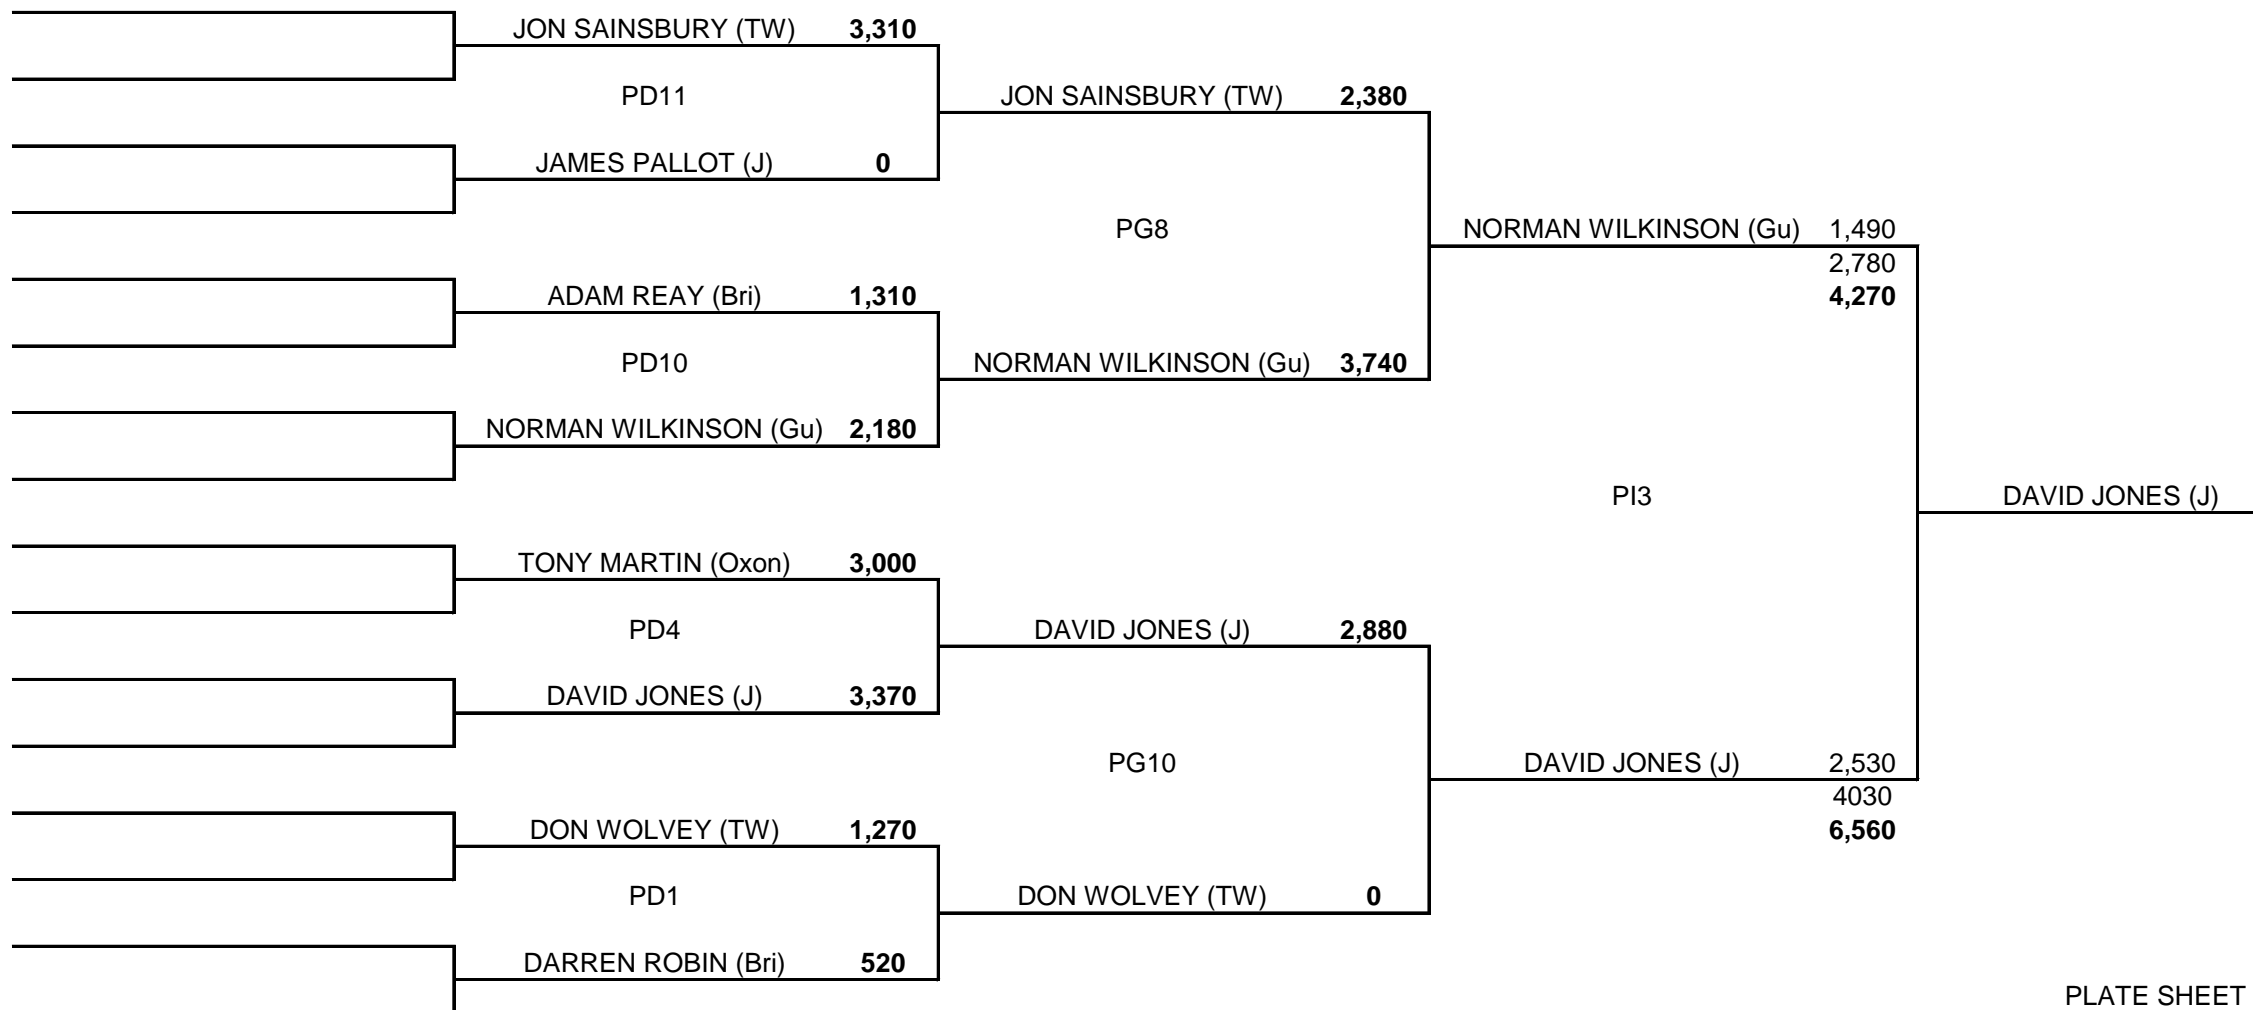 JON SAINSBURY (TW) 3,310
PD11
JON SAINSBURY (TW) 2,380
JAMES PALLOT (J) 0
PG8
NORMAN WILKINSON (Gu) 1,490
2,780
ADAM REAY (Bri) 1,310
4,270
PD10
NORMAN WILKINSON (Gu) 3,740
NORMAN WILKINSON (Gu) 2,180
PI3
DAVID JONES (J)
TONY MARTIN (Oxon) 3,000
PD4
DAVID JONES (J) 2,880
DAVID JONES (J) 3,370
PG10
DAVID JONES (J) 2,530
4030
DON WOLVEY (TW) 1,270
6,560
PD1
DON WOLVEY (TW) 0
DARREN ROBIN (Bri) 520
PLATE SHEET